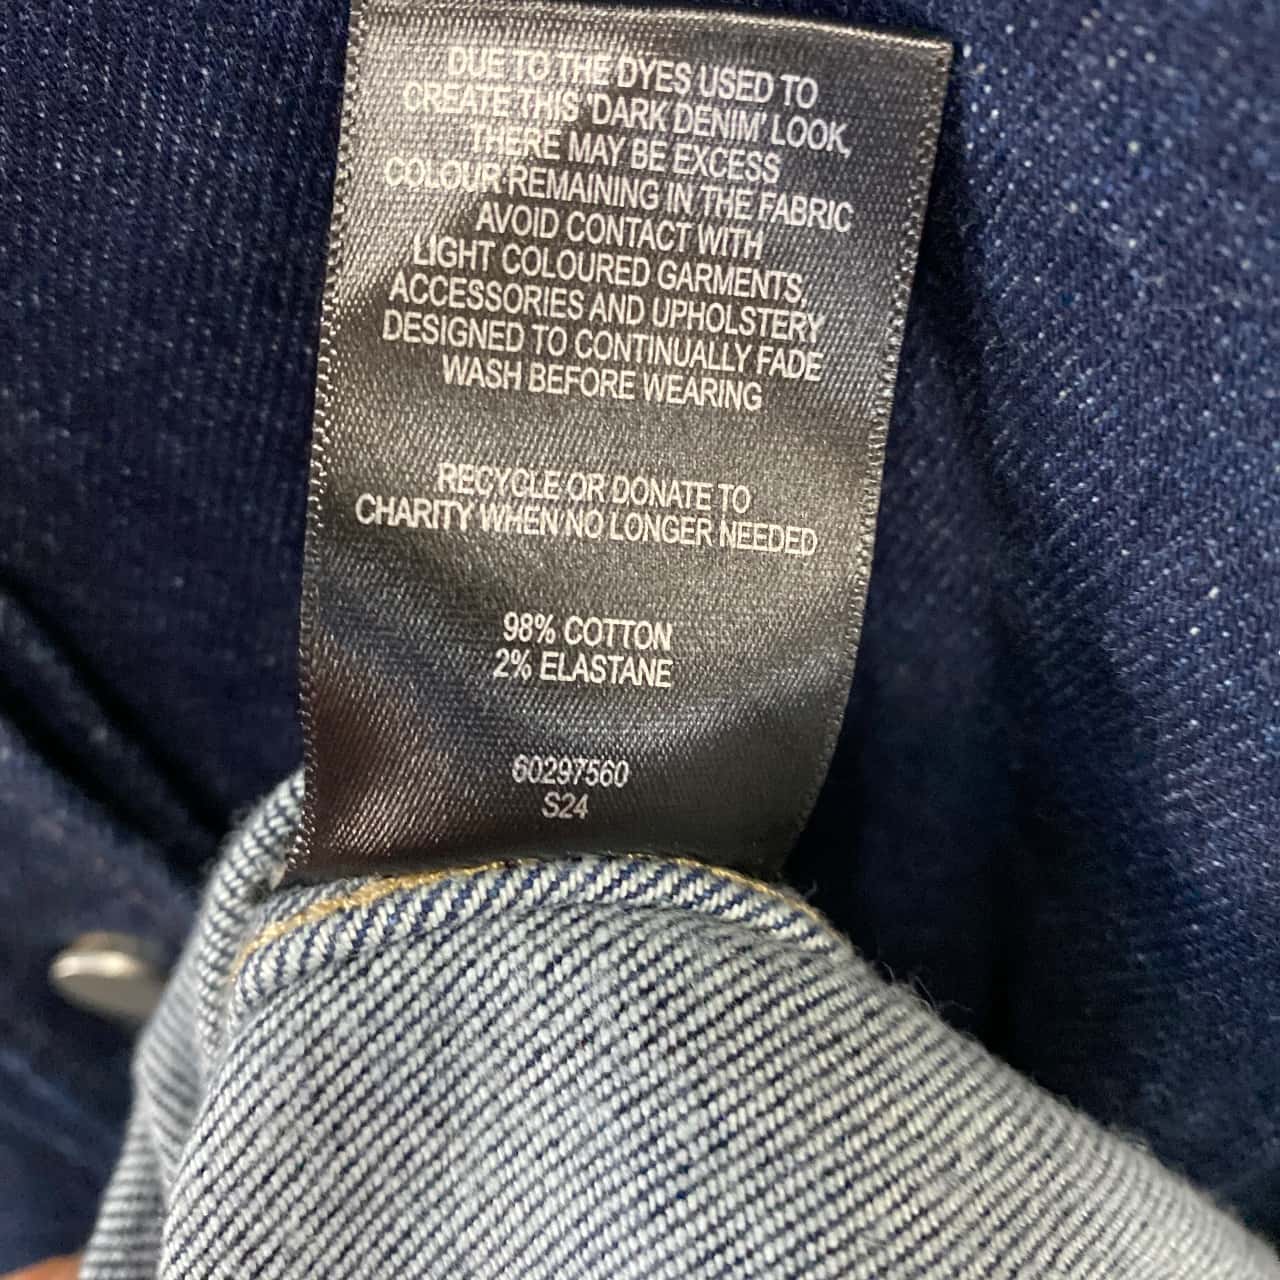 DUE TO THE DYES USED TO
CREATE THIS 'DARK DENIM' LOOK,
THERE MAY BE EXCESS
COLOUR REMAINING IN THE FABRIC
AVOID CONTACT WITH
LIGHT COLOURED GARMENTS,
ACCESSORIES AND UPHOLSTERY
DESIGNED TO CONTINUALLY FADE
WASH BEFORE WEARING
RECYCLE OR DONATE TO
CHARITY WHEN NO LONGER NEEDED
98% COTTON
2% ELASTANE
60297560
S24